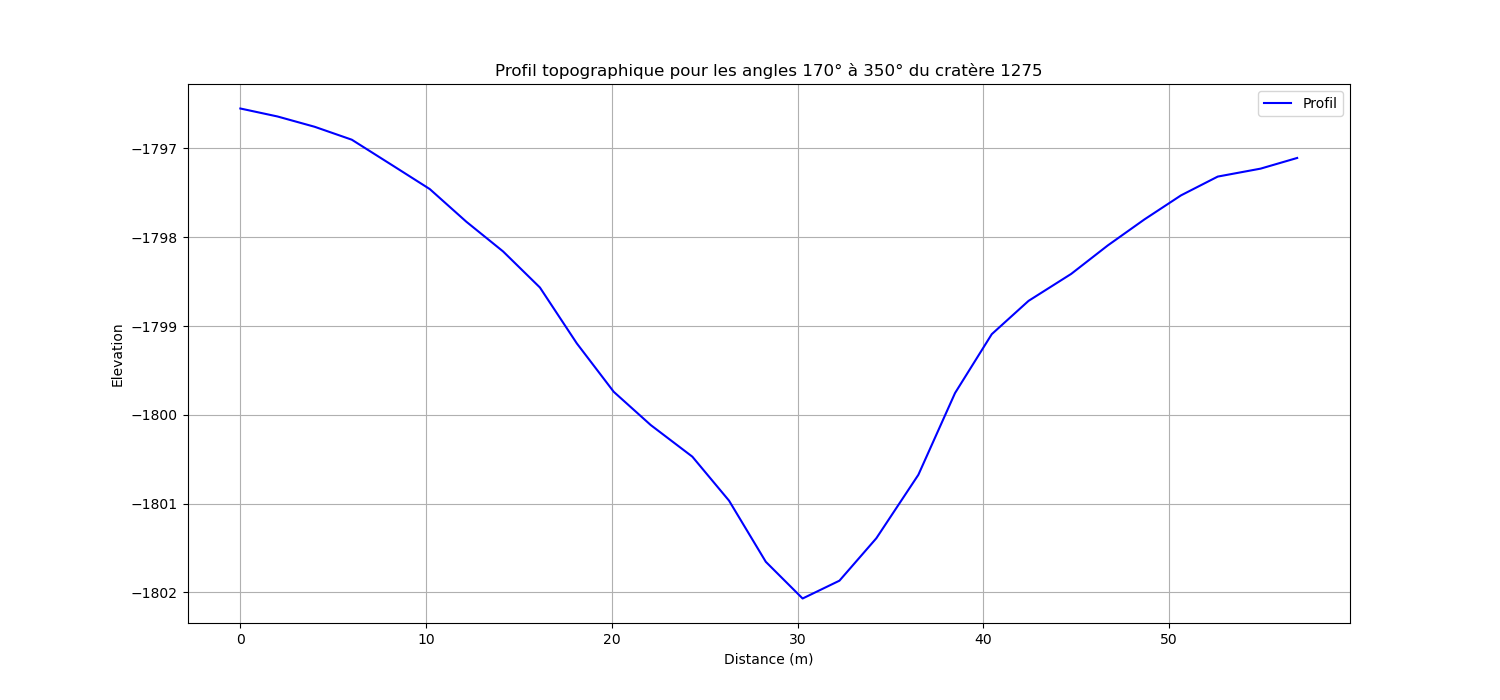 Profil topographique pour les angles 170° à 350° du cratère 1275
Profil
−1797
−1798
−1799
−1800
−1801
−1802
Elevation
0 10 20 30 40 50
Distance (m)